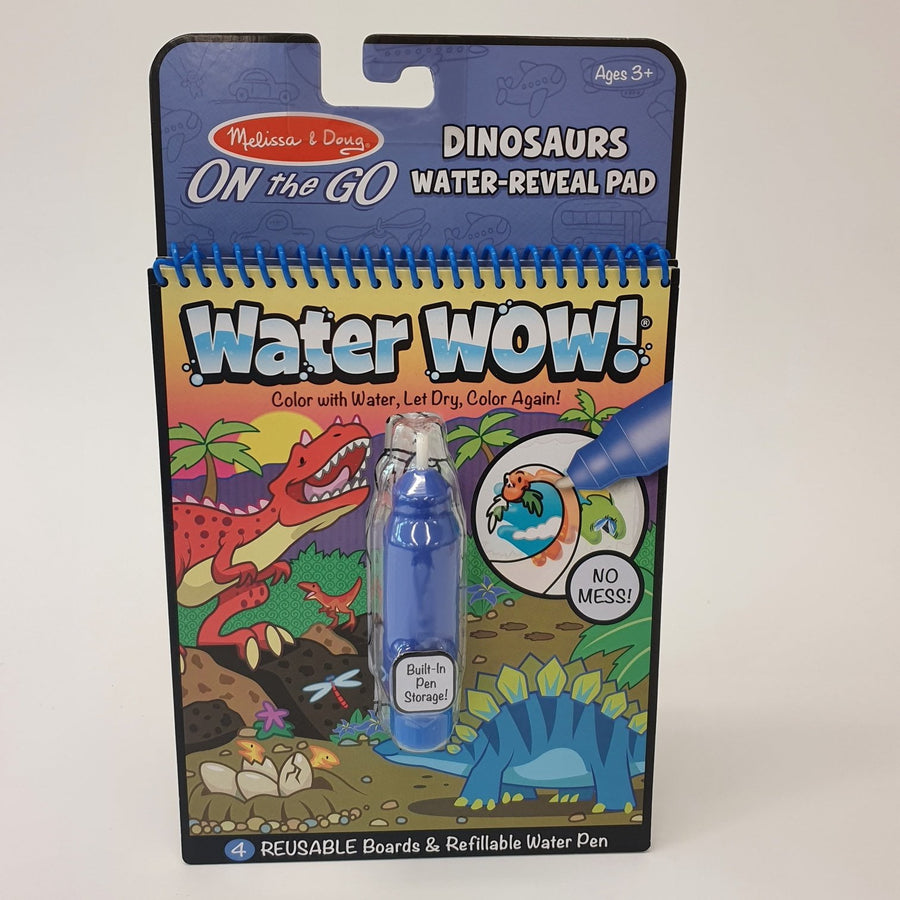 Ages 3+
Melissa & Doug®
ON the GO
DINOSAURS
WATER-REVEAL PAD
Water WOW!®
Color with Water, Let Dry, Color Again!
NO
MESS!
Built-In
Pen
Storage!
4 REUSABLE Boards & Refillable Water Pen